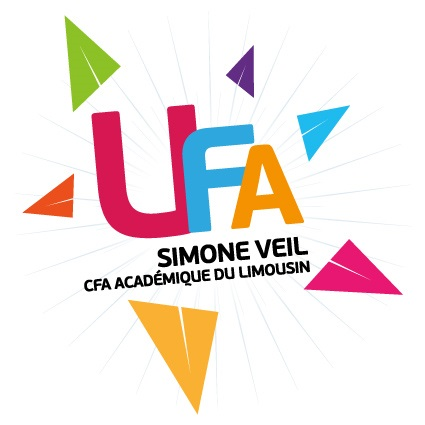 UFA
SIMONE VEIL
CFA ACADÉMIQUE DU LIMOUSIN